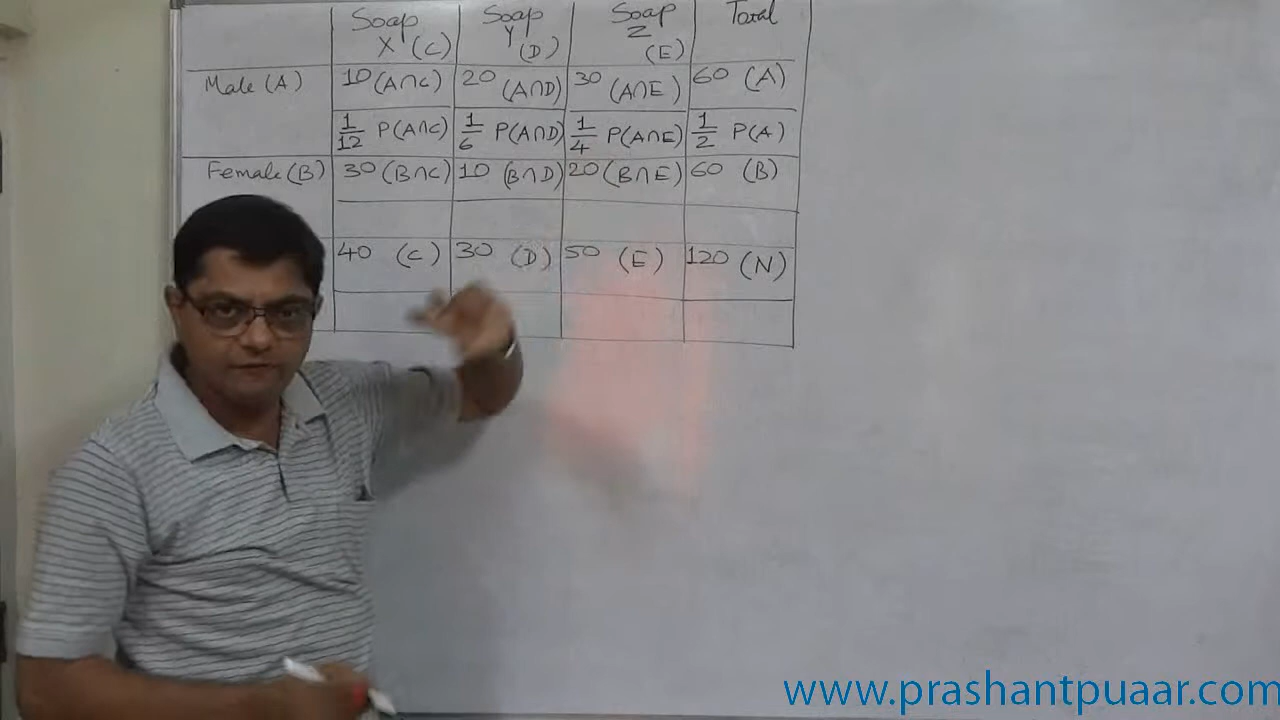 Soap Soap Soap Total
X (C) Y (D) Z (E)
Male (A) 10 (A∩C) 20 (A∩D) 30 (A∩E) 60 (A)
1/12 P(A∩C) 1/6 P(A∩D) 1/4 P(A∩E) 1/2 P(A)
Female (B) 30 (B∩C) 10 (B∩D) 20 (B∩E) 60 (B)
40 (C) 30 (D) 50 (E) 120 (N)
www.prashantpuaar.com